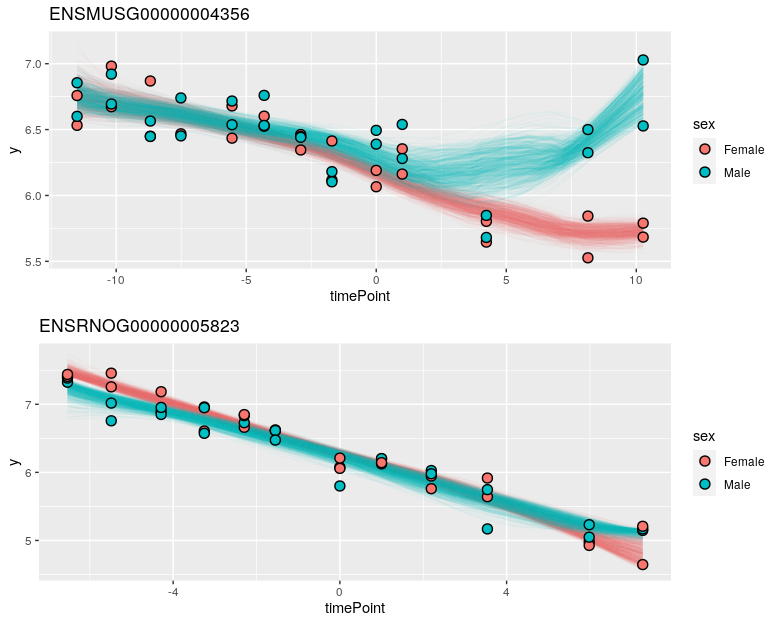 ENSMUSG00000004356
7.0
6.5
6.0
5.5
y
-10
-5
0
5
10
timePoint
sex
Female
Male
ENSRNOG00000005823
7
6
5
y
-4
0
4
timePoint
sex
Female
Male